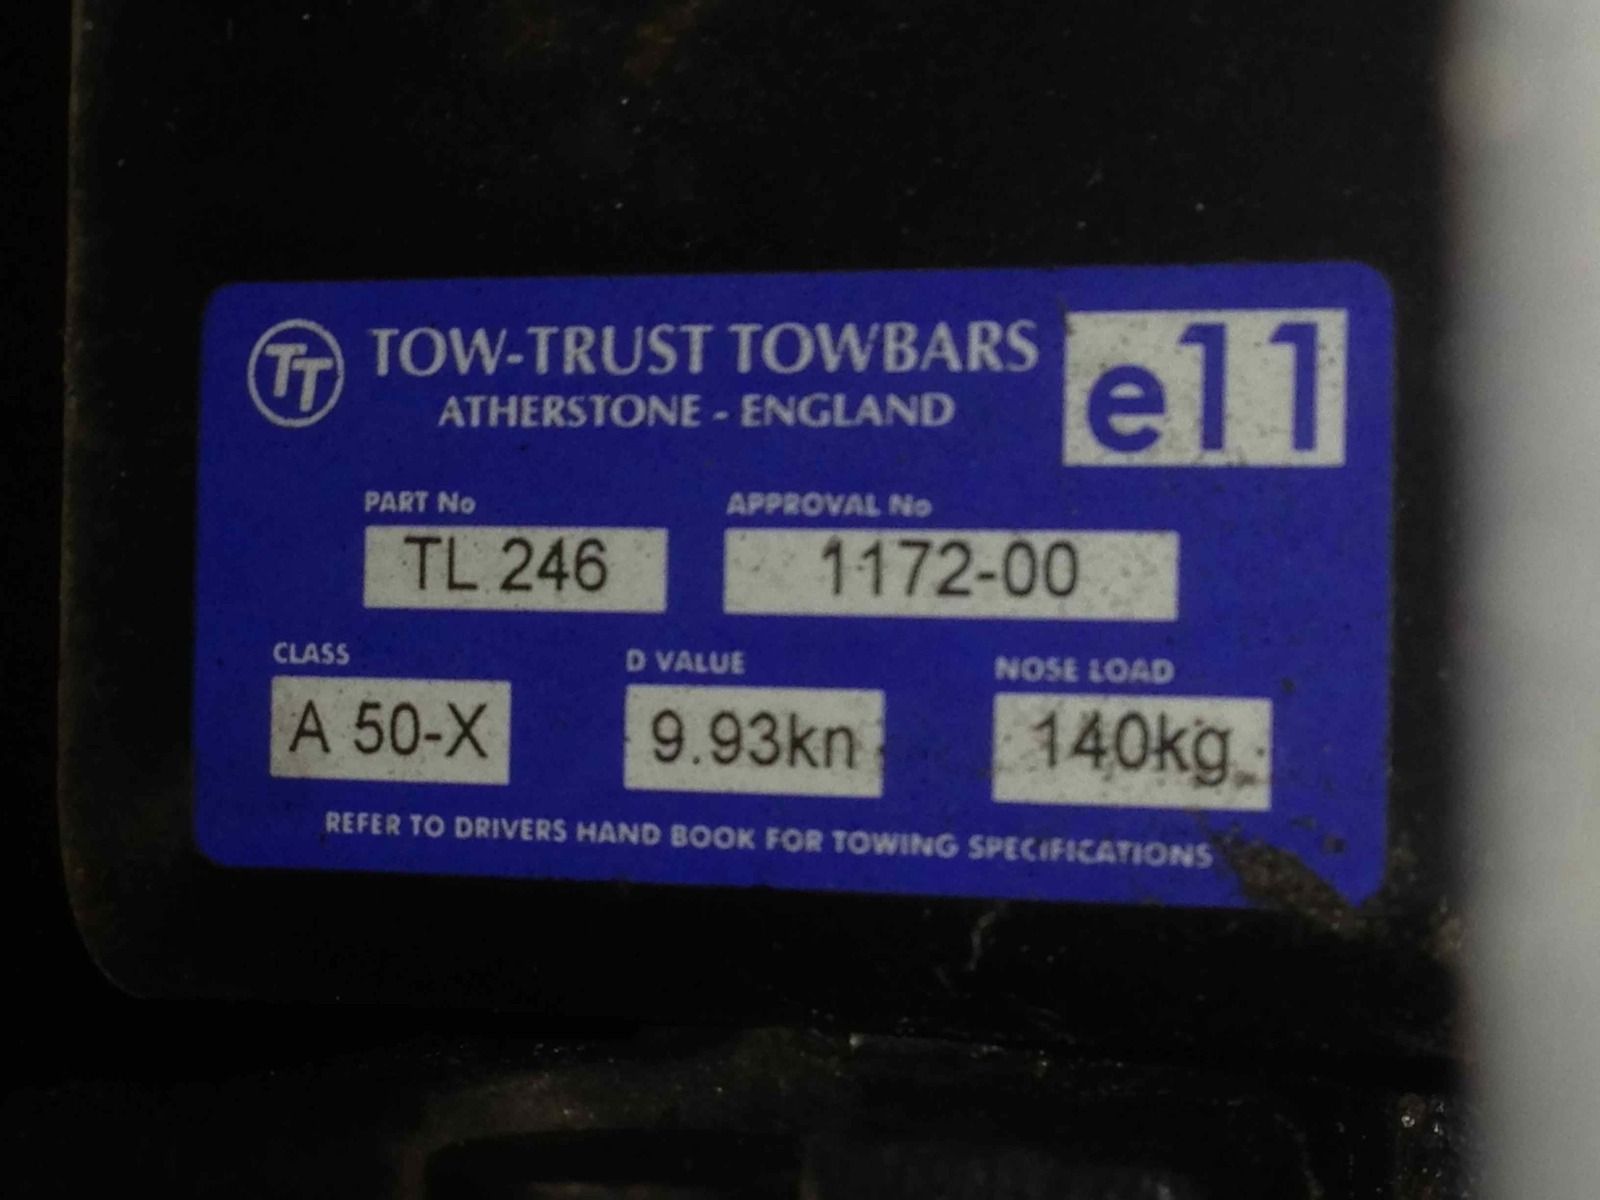 TT TOW-TRUST TOWBARS e11
ATHERSTONE - ENGLAND
PART No APPROVAL No
TL 246 1172-00
CLASS D VALUE NOSE LOAD
A 50-X 9.93kn 140kg
REFER TO DRIVERS HAND BOOK FOR TOWING SPECIFICATIONS